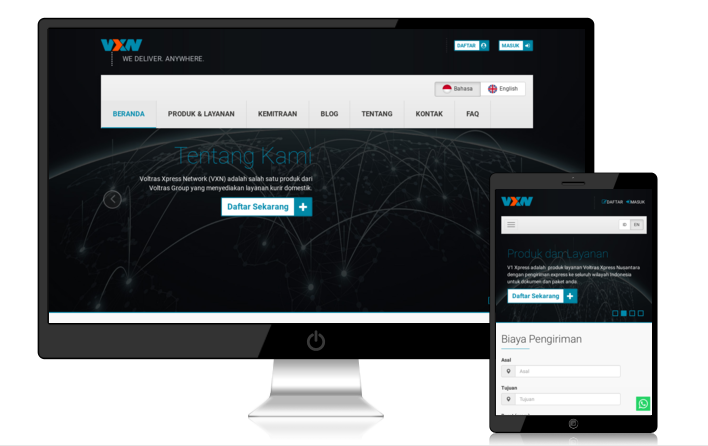 VXN
WE DELIVER. ANYWHERE.
DAFTAR
MASUK
Bahasa
English
BERANDA PRODUK & LAYANAN KEMITRAAN BLOG TENTANG KONTAK FAQ
Tentang Kami
Voltras Xpress Network (VXN) adalah salah satu produk dari
Voltras Group yang menyediakan layanan kurir domestik.
Daftar Sekarang +
VXN
DAFTAR MASUK
ID EN
Produk dan Layanan
V1 Xpress adalah produk layanan Voltras Xpress Nusantara
dengan pengiriman express ke seluruh wilayah Indonesia
untuk dokumen dan paket anda.
Daftar Sekarang +
Biaya Pengiriman
Asal
Asal
Tujuan
Tujuan